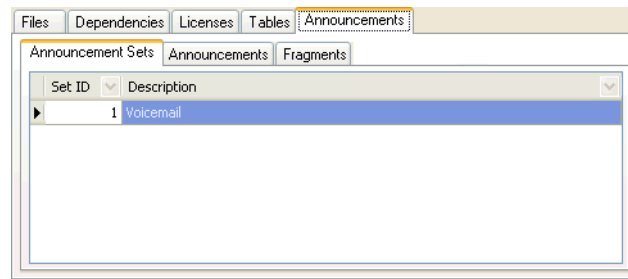 Files Dependencies Licenses Tables Announcements
Announcement Sets Announcements Fragments
Set ID Description
1 Voicemail